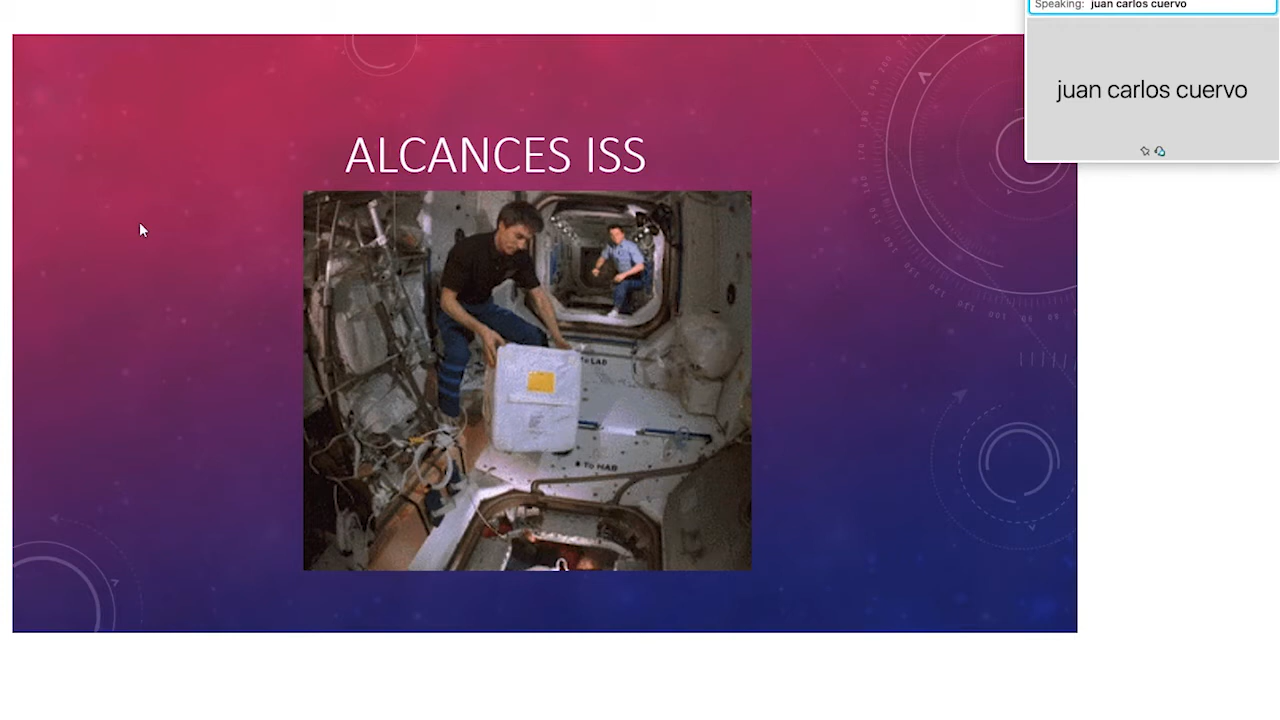 Speaking: juan carlos cuervo
juan carlos cuervo
ALCANCES ISS
To LAB
To HAB